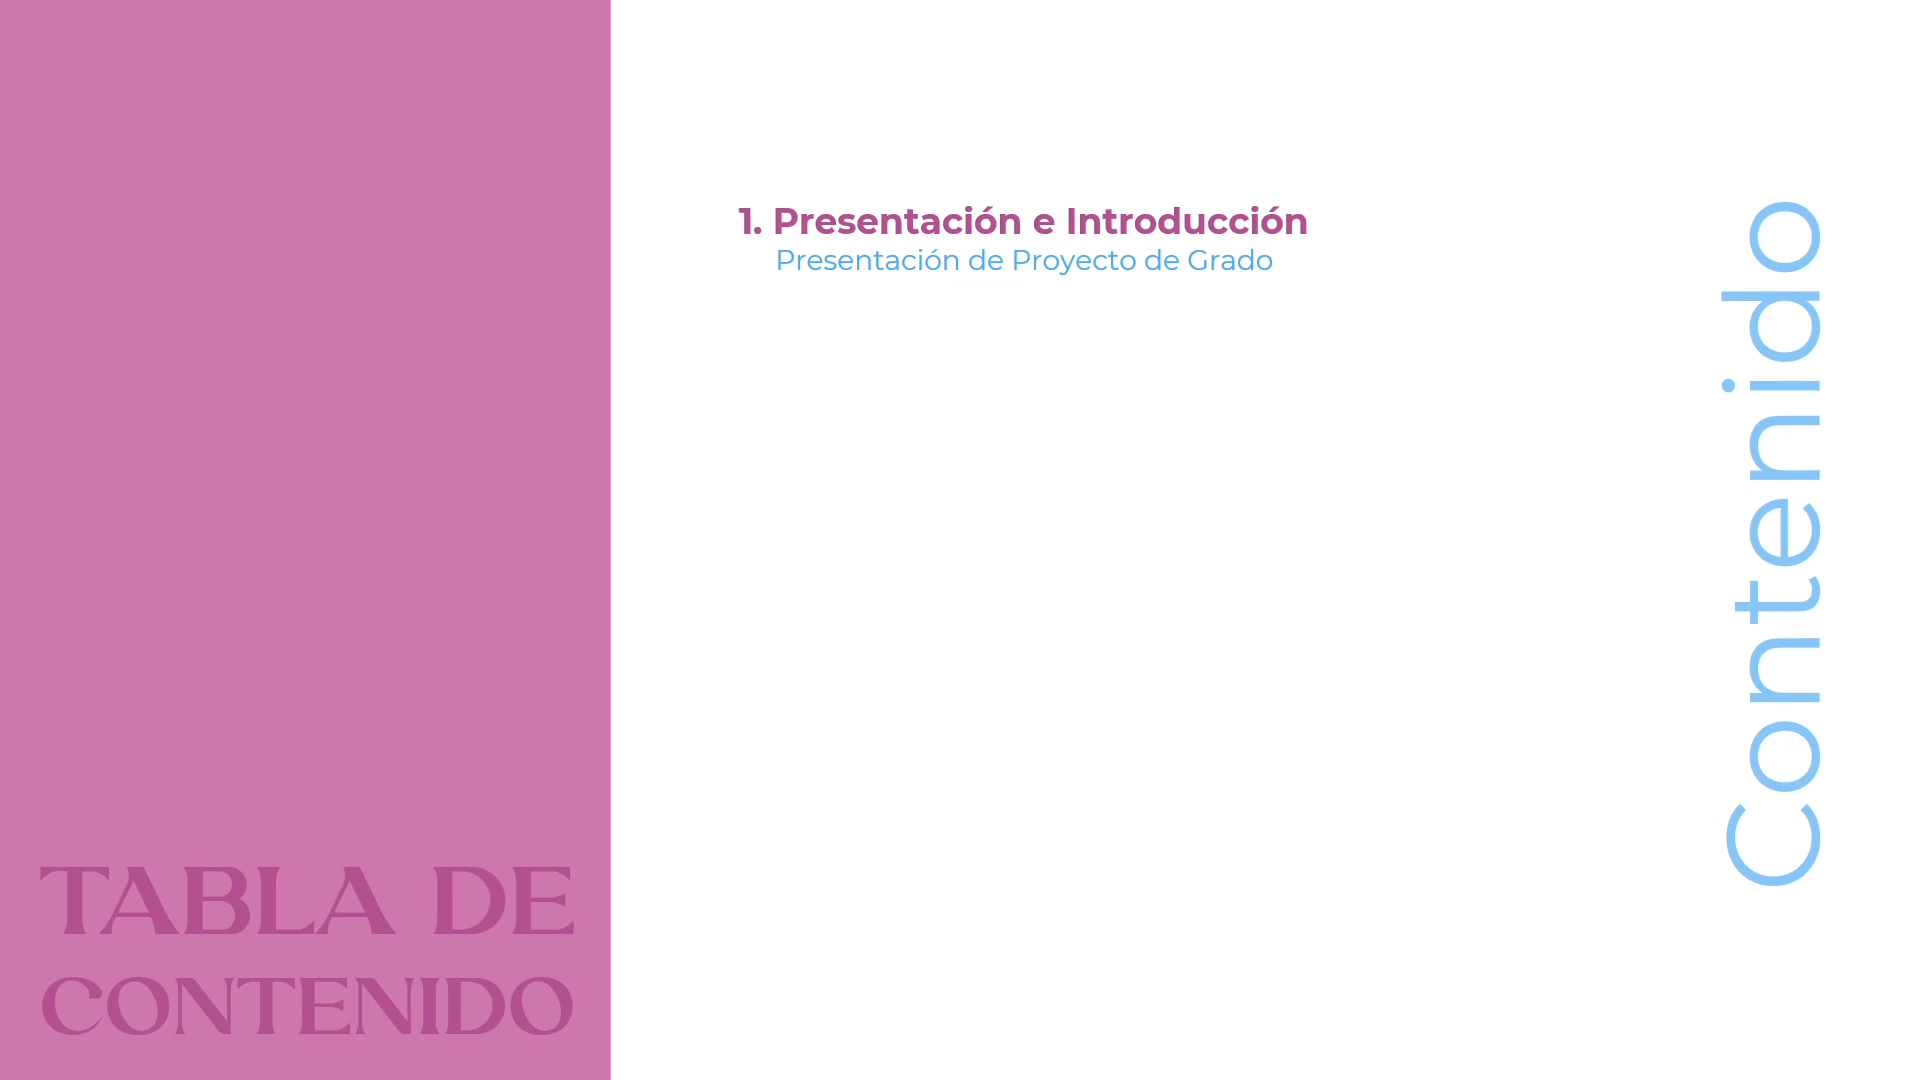 TABLA DE
CONTENIDO
1. Presentación e Introducción
Presentación de Proyecto de Grado
Contenido